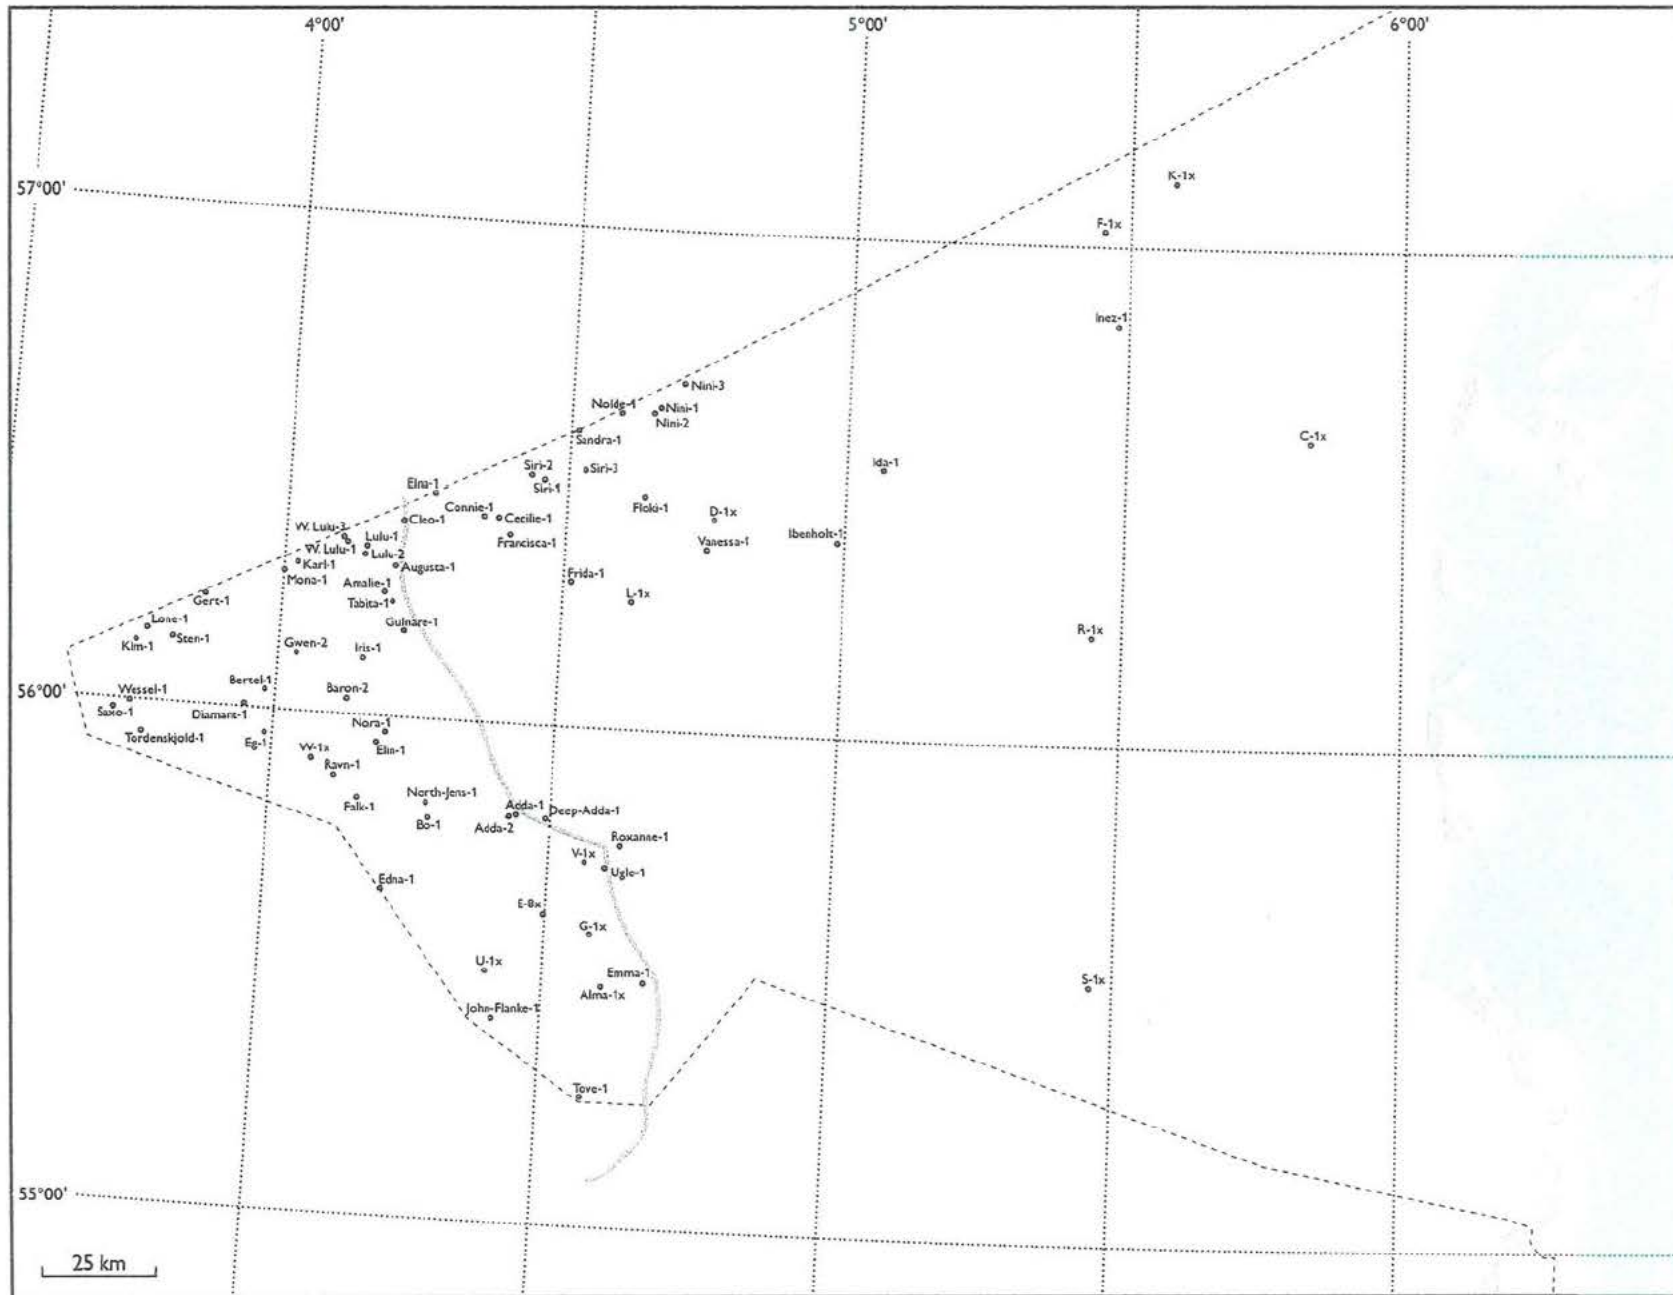 4°00'
5°00'
6°00'
57°00'
K-1x
F-1x
Inez-1
Nini-3
Nolde-1
Nini-1
Nini-2
Sandra-1
C-1x
Siri-2
Siri-3
Ida-1
Siri-1
Elna-1
Connie-1
Floki-1
D-1x
Cleo-1
Cecilie-1
W. Lulu-3
Lulu-1
Francisca-1
Vanessa-1
Ibenholt-1
W. Lulu-1
Lulu-2
Karl-1
Augusta-1
Mona-1
Amalie-1
Frida-1
Gert-1
Tabita-1
L-1x
Lone-1
Gulnare-1
R-1x
Kim-1
Sten-1
Gwen-2
Iris-1
56°00'
Wessel-1
Bertel-1
Baron-2
Saxo-1
Diamant-1
Nora-1
Tordenskjold-1
Eg-1
W-1x
Elin-1
Ravn-1
North-Jens-1
Falk-1
Adda-1
Deep-Adda-1
Bo-1
Adda-2
Roxanne-1
V-1x
Ugle-1
Edna-1
E-8x
G-1x
U-1x
Emma-1
S-1x
Alma-1x
John-Flanke-1
Tove-1
55°00'
25 km